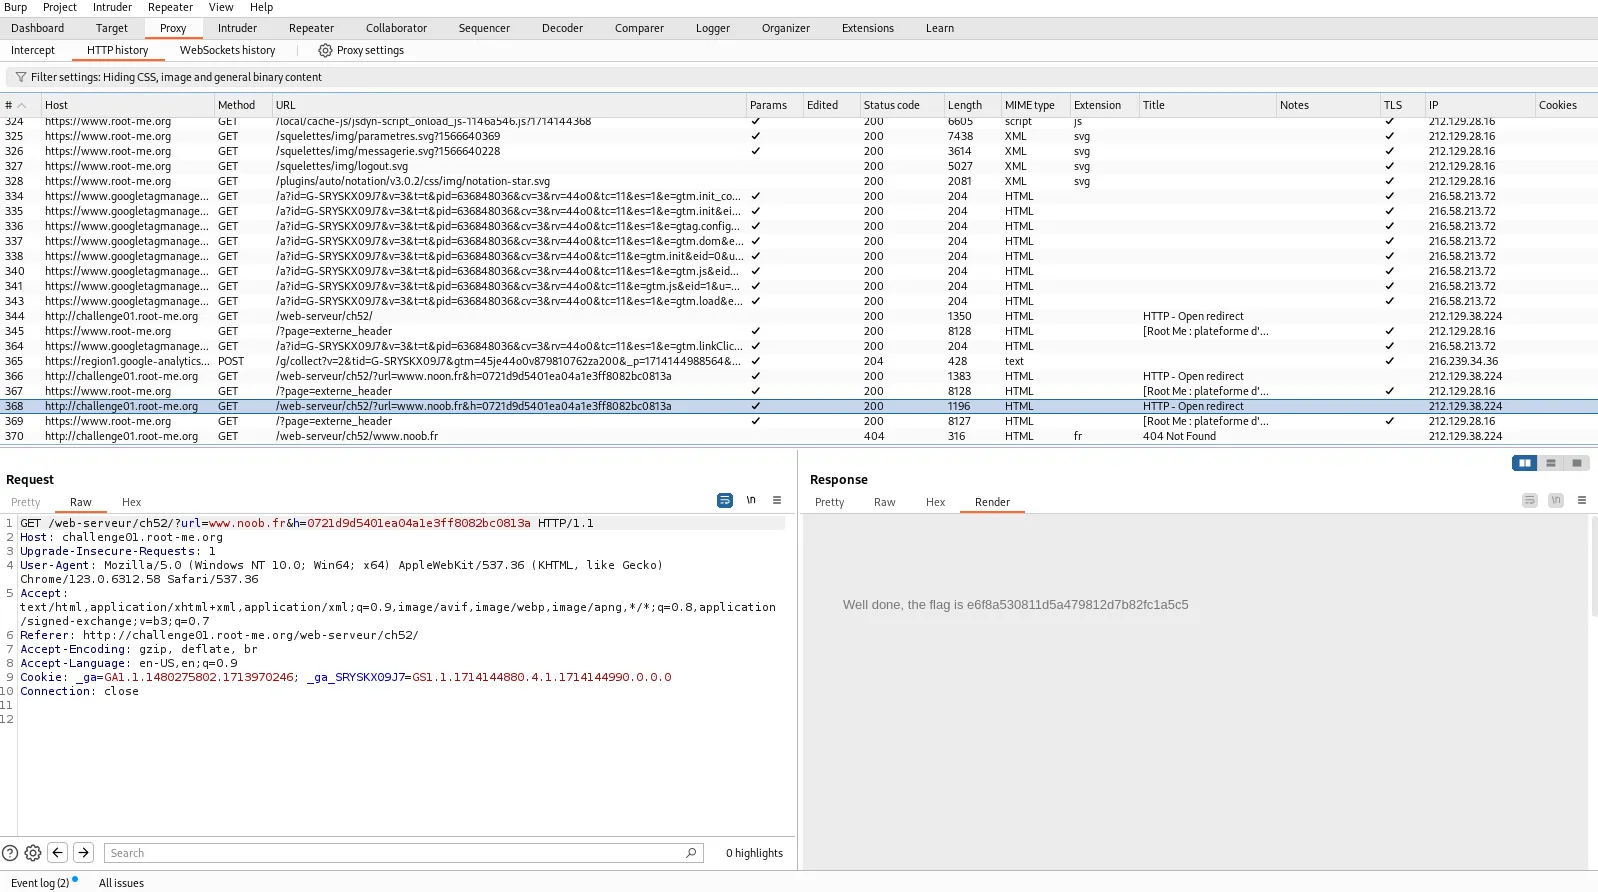 Burp Project Intruder Repeater View Help
Dashboard Target Proxy Intruder Repeater Collaborator Sequencer Decoder Comparer Logger Organizer Extensions Learn
Intercept HTTP history WebSockets history Proxy settings
Filter settings: Hiding CSS, image and general binary content
# Host Method URL Params Edited Status code Length MIME type Extension Title Notes TLS IP Cookies
324 https://www.root-me.org GET /local/cache-js/jsdyn-script_onload_js-1146a546.js?1714144368 ✓ 200 6605 script js ✓ 212.129.28.16
325 https://www.root-me.org GET /squelettes/img/parametres.svg?1566640369 ✓ 200 7438 XML svg ✓ 212.129.28.16
326 https://www.root-me.org GET /squelettes/img/messagerie.svg?1566640228 ✓ 200 3614 XML svg ✓ 212.129.28.16
327 https://www.root-me.org GET /squelettes/img/logout.svg 200 5027 XML svg ✓ 212.129.28.16
328 https://www.root-me.org GET /plugins/auto/notation/v3.0.2/css/img/notation-star.svg 200 2081 XML svg ✓ 212.129.28.16
334 https://www.googletagmanage... GET /a?id=G-SRYSKX09J7&v=3&t=t&pid=636848036&cv=3&rv=44o0&tc=11&es=1&e=gtm.init_co... ✓ 200 204 HTML ✓ 216.58.213.72
335 https://www.googletagmanage... GET /a?id=G-SRYSKX09J7&v=3&t=t&pid=636848036&cv=3&rv=44o0&tc=11&es=1&e=gtm.init&ei... ✓ 200 204 HTML ✓ 216.58.213.72
336 https://www.googletagmanage... GET /a?id=G-SRYSKX09J7&v=3&t=t&pid=636848036&cv=3&rv=44o0&tc=11&es=1&e=gtag.config... ✓ 200 204 HTML ✓ 216.58.213.72
337 https://www.googletagmanage... GET /a?id=G-SRYSKX09J7&v=3&t=t&pid=636848036&cv=3&rv=44o0&tc=11&es=1&e=gtm.dom&e... ✓ 200 204 HTML ✓ 216.58.213.72
338 https://www.googletagmanage... GET /a?id=G-SRYSKX09J7&v=3&t=t&pid=636848036&cv=3&rv=44o0&tc=11&e=gtm.init&eid=0&u... ✓ 200 204 HTML ✓ 216.58.213.72
340 https://www.googletagmanage... GET /a?id=G-SRYSKX09J7&v=3&t=t&pid=636848036&cv=3&rv=44o0&tc=11&es=1&e=gtm.js&eid... ✓ 200 204 HTML ✓ 216.58.213.72
341 https://www.googletagmanage... GET /a?id=G-SRYSKX09J7&v=3&t=t&pid=636848036&cv=3&rv=44o0&tc=11&e=gtm.js&eid=1&u=... ✓ 200 204 HTML ✓ 216.58.213.72
343 https://www.googletagmanage... GET /a?id=G-SRYSKX09J7&v=3&t=t&pid=636848036&cv=3&rv=44o0&tc=11&es=1&e=gtm.load&e... ✓ 200 204 HTML ✓ 216.58.213.72
344 http://challenge01.root-me.org GET /web-serveur/ch52/ 200 1350 HTML HTTP - Open redirect 212.129.38.224
345 https://www.root-me.org GET /?page=externe_header ✓ 200 8128 HTML [Root Me : plateforme d'... ✓ 212.129.28.16
364 https://www.googletagmanage... GET /a?id=G-SRYSKX09J7&v=3&t=t&pid=636848036&cv=3&rv=44o0&tc=11&es=1&e=gtm.linkClic... ✓ 200 204 HTML ✓ 216.58.213.72
365 https://region1.google-analytics... POST /g/collect?v=2&tid=G-SRYSKX09J7&gtm=45je44o0v879810762za200&_p=1714144988564&... ✓ 204 428 text ✓ 216.239.34.36
366 http://challenge01.root-me.org GET /web-serveur/ch52/?url=www.noon.fr&h=0721d9d5401ea04a1e3ff8082bc0813a ✓ 200 1383 HTML HTTP - Open redirect 212.129.38.224
367 https://www.root-me.org GET /?page=externe_header ✓ 200 8128 HTML [Root Me : plateforme d'... ✓ 212.129.28.16
368 http://challenge01.root-me.org GET /web-serveur/ch52/?url=www.noob.fr&h=0721d9d5401ea04a1e3ff8082bc0813a ✓ 200 1196 HTML HTTP - Open redirect 212.129.38.224
369 https://www.root-me.org GET /?page=externe_header ✓ 200 8127 HTML [Root Me : plateforme d'... ✓ 212.129.28.16
370 http://challenge01.root-me.org GET /web-serveur/ch52/www.noob.fr 404 316 HTML fr 404 Not Found 212.129.38.224
Request
Pretty Raw Hex \n
1 GET /web-serveur/ch52/?url=www.noob.fr&h=0721d9d5401ea04a1e3ff8082bc0813a HTTP/1.1
2 Host: challenge01.root-me.org
3 Upgrade-Insecure-Requests: 1
4 User-Agent: Mozilla/5.0 (Windows NT 10.0; Win64; x64) AppleWebKit/537.36 (KHTML, like Gecko)
Chrome/123.0.6312.58 Safari/537.36
5 Accept:
text/html,application/xhtml+xml,application/xml;q=0.9,image/avif,image/webp,image/apng,*/*;q=0.8,application
/signed-exchange;v=b3;q=0.7
6 Referer: http://challenge01.root-me.org/web-serveur/ch52/
7 Accept-Encoding: gzip, deflate, br
8 Accept-Language: en-US,en;q=0.9
9 Cookie: _ga=GA1.1.1480275802.1713970246; _ga_SRYSKX09J7=GS1.1.1714144880.4.1.1714144990.0.0.0
10 Connection: close
11
12
Search 0 highlights
Response
Pretty Raw Hex Render \n
Well done, the flag is e6f8a530811d5a479812d7b82fc1a5c5
Event log (2) All issues